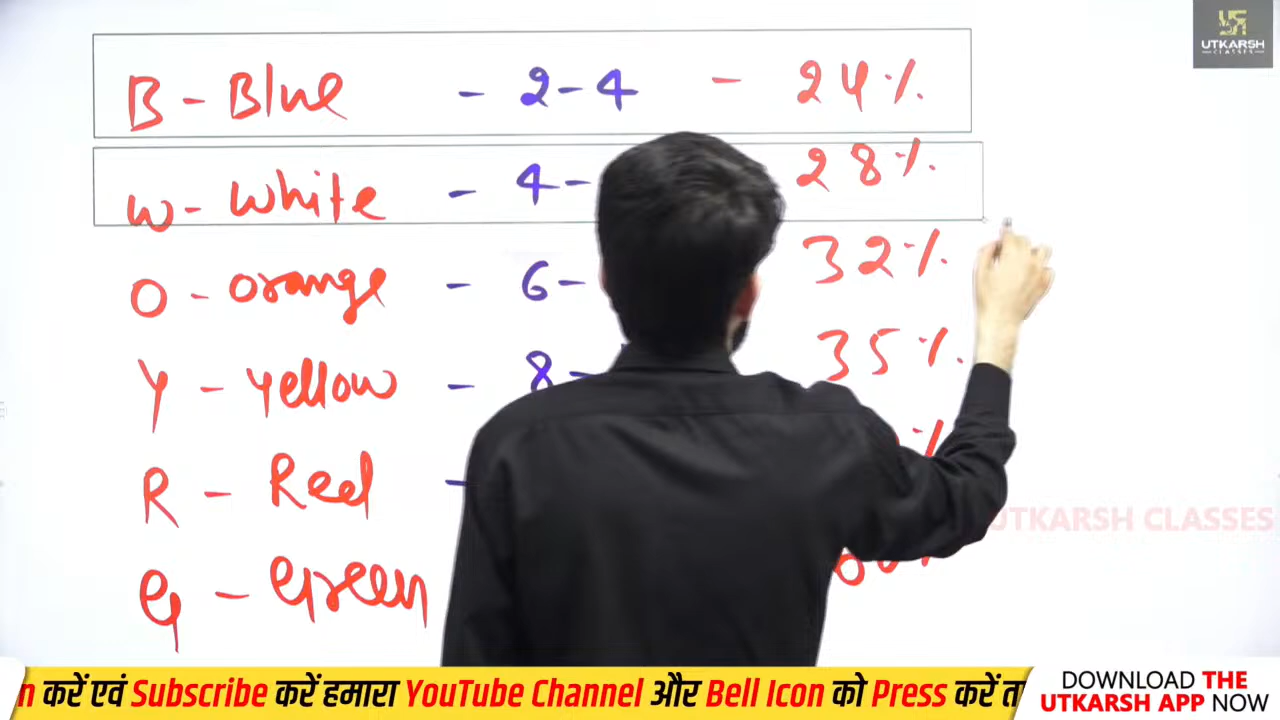 UTKARSH
CLASSES
B - Blue - 2-4 - 24%
W - White - 4- 28%
O - Orange - 6- 32%
Y - Yellow - 8- 35%
R - Red -
UTKARSH CLASSES
G - Green
करें एवं Subscribe करें हमारा YouTube Channel और Bell Icon को Press करें
DOWNLOAD THE
UTKARSH APP NOW